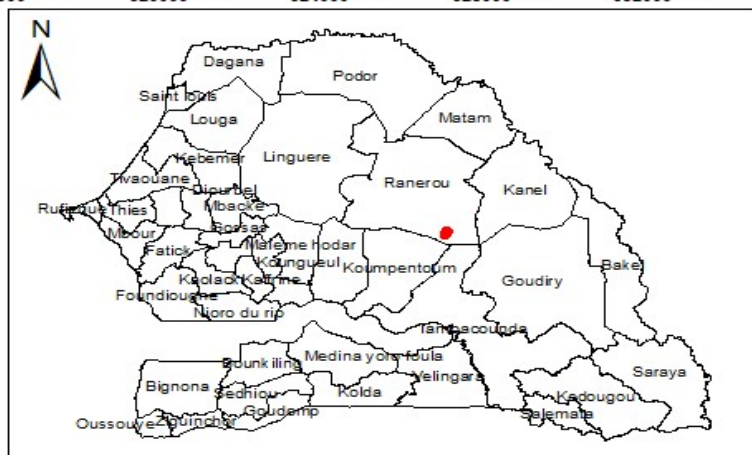 N
Dagana
Podor
Saint louis
Louga
Matam
Kebemer
Linguere
Tivaouane
Ranerou
Kanel
Diourbel
Mbacke
Rufisque
Thies
Gossas
Mbour
Maleme hodar
Fatick
Koungueul
Koumpentoum
Bakel
Goudiry
Kaolack
Kaffrine
Foundiougne
Nioro du rip
Tambacounda
Bounkiling
Medina yoro foula
Saraya
Bignona
Velingara
Sedhiou
Kolda
Kedougou
Goudomp
Salemata
Oussouye
Ziguinchor